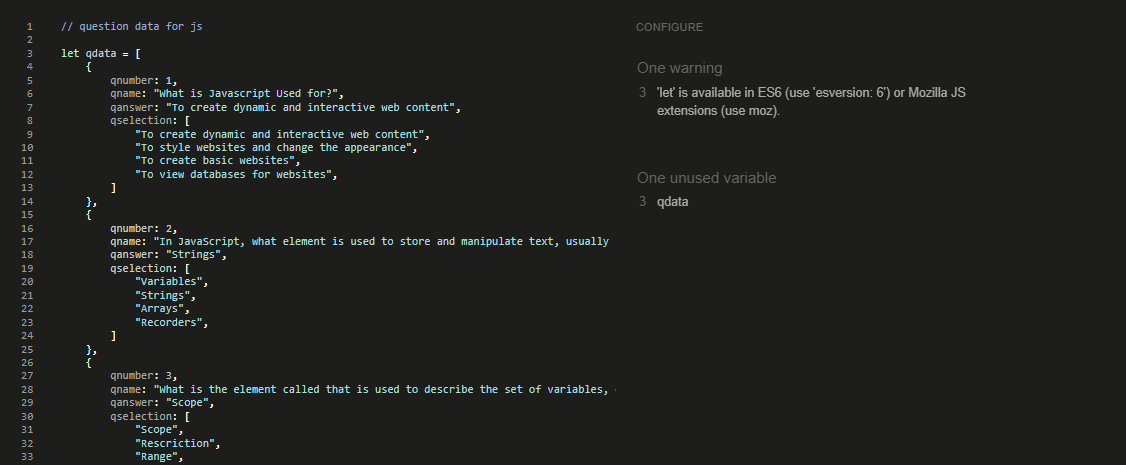 1 // question data for js
2
3 let qdata = [
4 {
5 qnumber: 1,
6 qname: "What is Javascript Used for?",
7 qanswer: "To create dynamic and interactive web content",
8 qselection: [
9 "To create dynamic and interactive web content",
10 "To style websites and change the appearance",
11 "To create basic websites",
12 "To view databases for websites",
13 ]
14 },
15 {
16 qnumber: 2,
17 qname: "In JavaScript, what element is used to store and manipulate text, usually
18 qanswer: "Strings",
19 qselection: [
20 "Variables",
21 "Strings",
22 "Arrays",
23 "Recorders",
24 ]
25 },
26 {
27 qnumber: 3,
28 qname: "What is the element called that is used to describe the set of variables,
29 qanswer: "Scope",
30 qselection: [
31 "Scope",
32 "Rescriction",
33 "Range",
CONFIGURE
One warning
3 'let' is available in ES6 (use 'esversion: 6') or Mozilla JS
extensions (use moz).
One unused variable
3 qdata